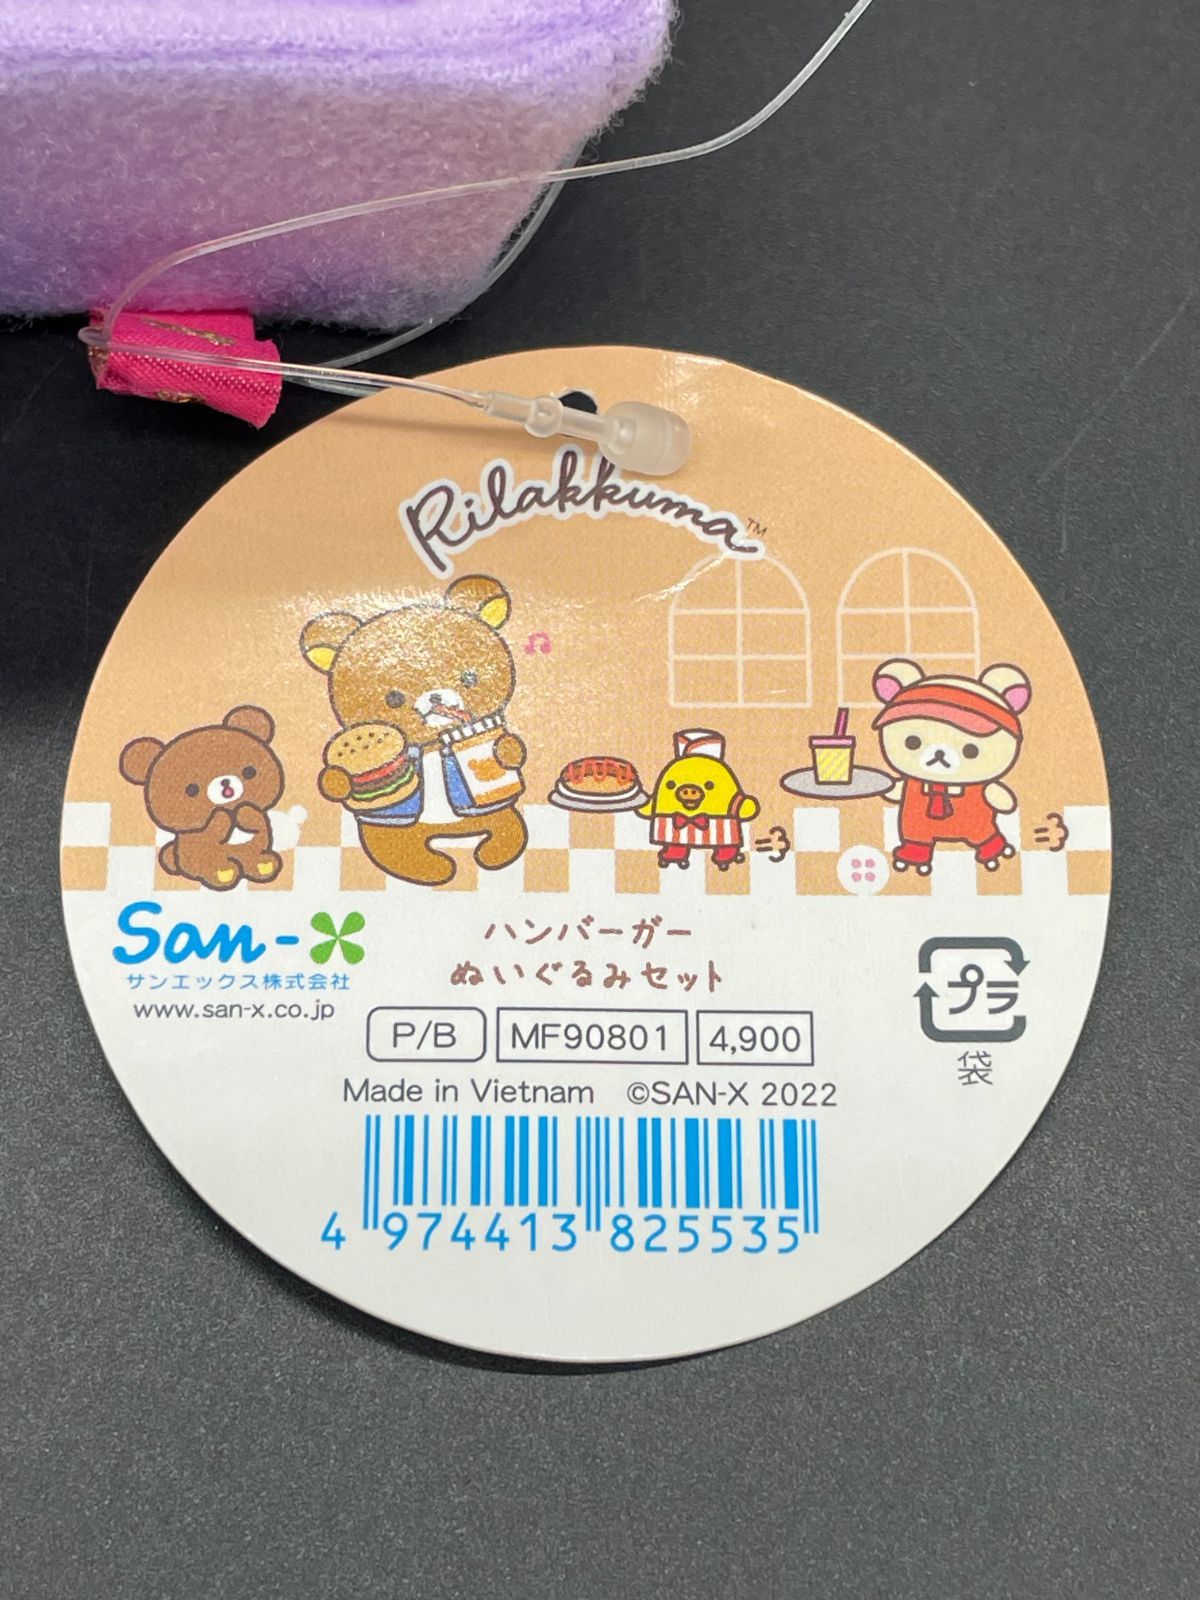 Rilakkuma™
San-X
サンエックス株式会社
www.san-x.co.jp
ハンバーガー
ぬいぐるみセット
プラ
袋
P/B MF90801 4,900
Made in Vietnam ©SAN-X 2022
4 974413 825535